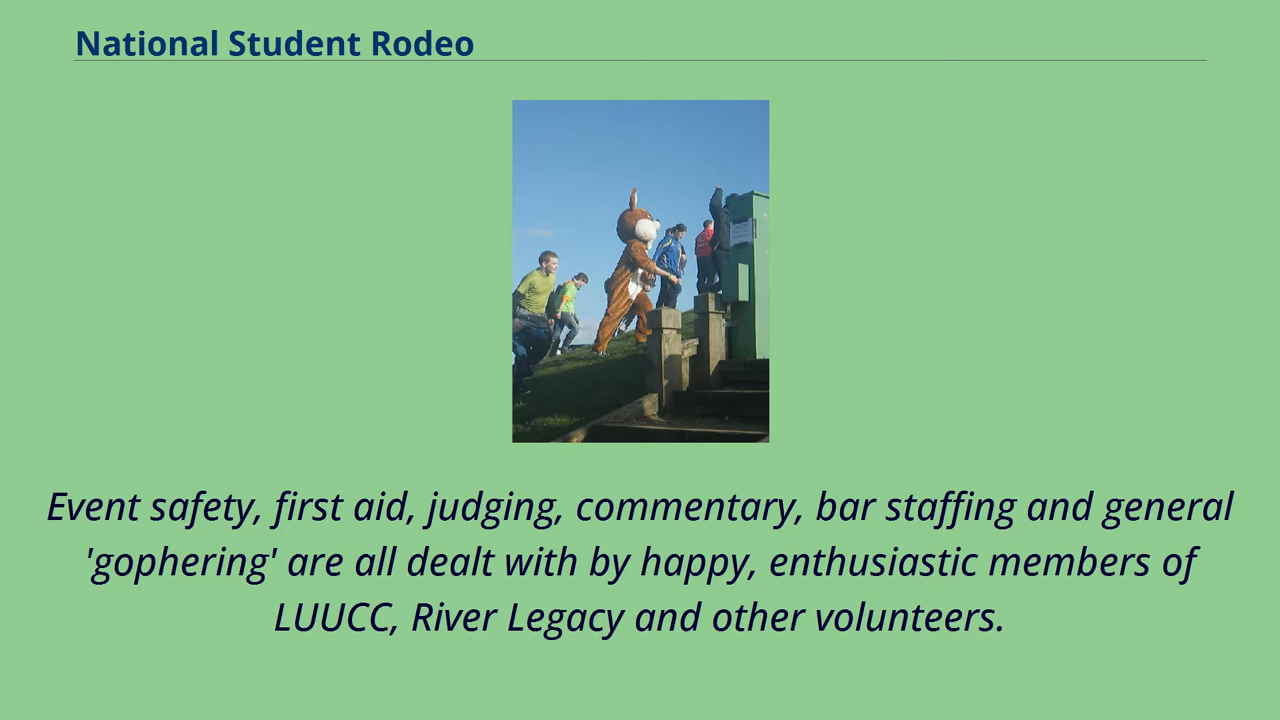 National Student Rodeo
Event safety, first aid, judging, commentary, bar staffing and general
'gophering' are all dealt with by happy, enthusiastic members of
LUUCC, River Legacy and other volunteers.